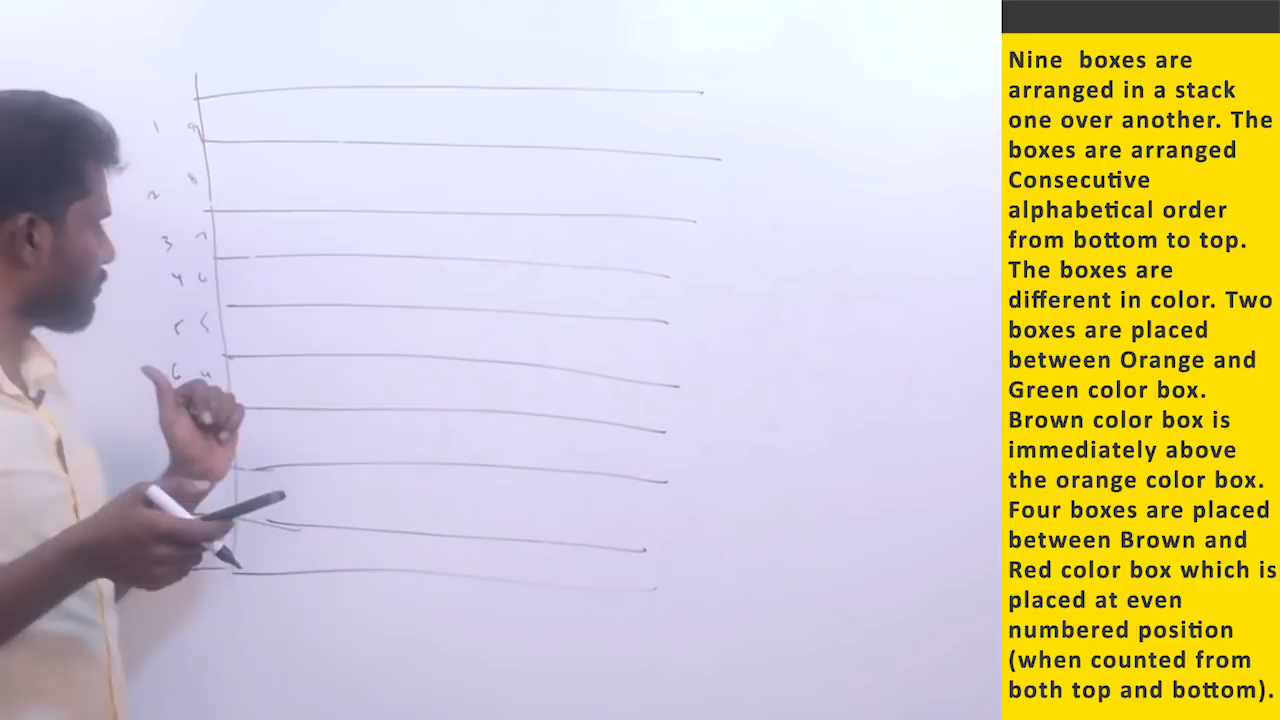 Nine boxes are
arranged in a stack
one over another. The
boxes are arranged
Consecutive
alphabetical order
from bottom to top.
The boxes are
different in color. Two
boxes are placed
between Orange and
Green color box.
Brown color box is
immediately above
the orange color box.
Four boxes are placed
between Brown and
Red color box which is
placed at even
numbered position
(when counted from
both top and bottom).
1 9
2 8
3 7
4 6
5 5
6 4